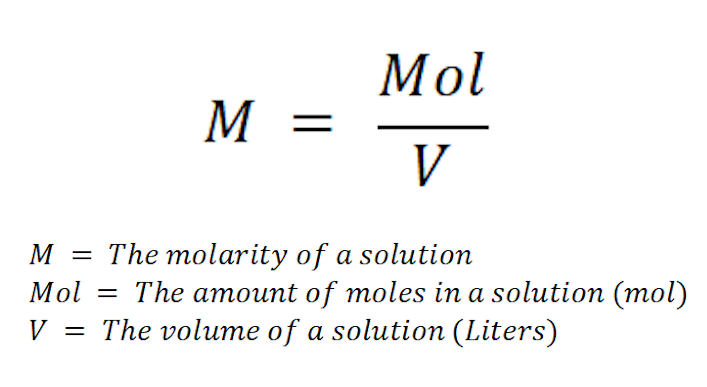 M = Mol / V
M = The molarity of a solution
Mol = The amount of moles in a solution (mol)
V = The volume of a solution (Liters)